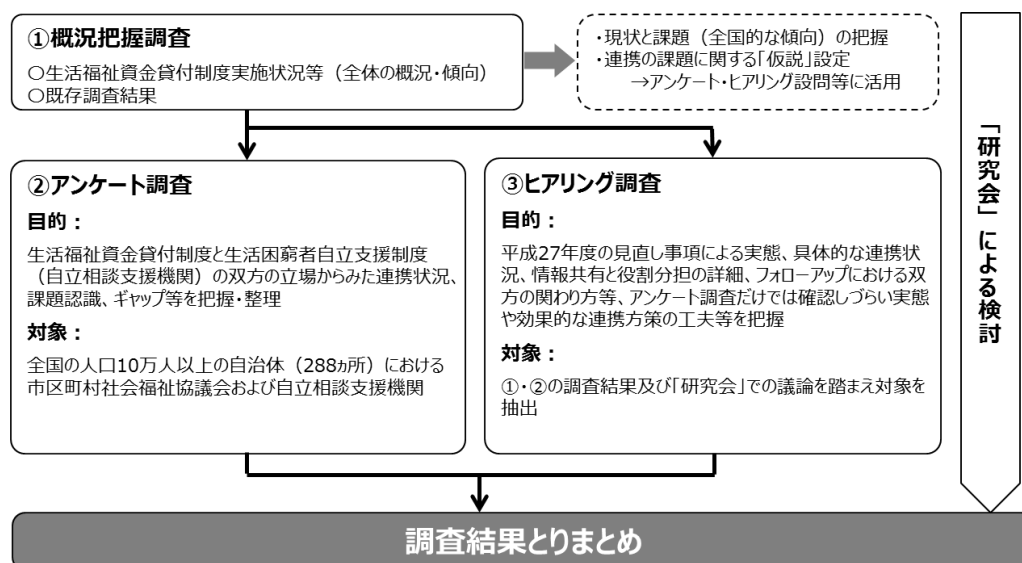 ①概況把握調査
○生活福祉資金貸付制度実施状況等（全体の概況・傾向）
○既存調査結果
・現状と課題（全国的な傾向）の把握
・連携の課題に関する「仮説」設定
→アンケート・ヒアリング設問等に活用
②アンケート調査
目的：
生活福祉資金貸付制度と生活困窮者自立支援制度
（自立相談支援機関）の双方の立場からみた連携状況、
課題認識、ギャップ等を把握・整理
対象：
全国の人口10万人以上の自治体（288ヵ所）における
市区町村社会福祉協議会および自立相談支援機関
③ヒアリング調査
目的：
平成27年度の見直し事項による実態、具体的な連携状
況、情報共有と役割分担の詳細、フォローアップにおける双
方の関わり方等、アンケート調査だけでは確認しづらい実態
や効果的な連携方策の工夫等を把握
対象：
①・②の調査結果及び「研究会」での議論を踏まえ対象を
抽出
「研究会」による検討
調査結果とりまとめ